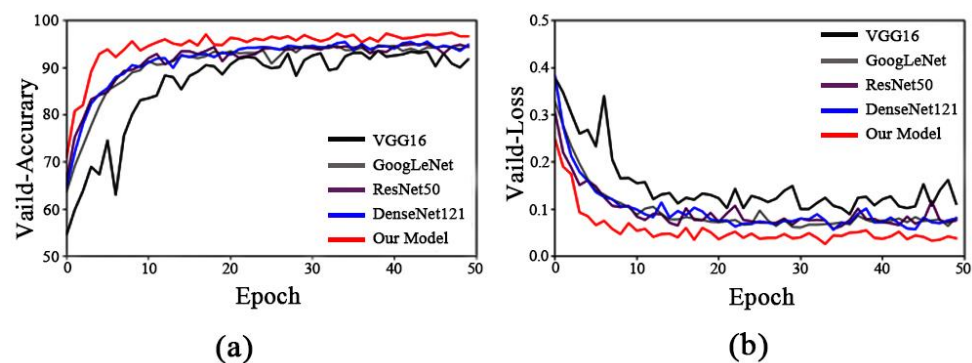 100
90
80
70
60
50
0
10
20
30
40
50
Vaild-Accurary
Epoch
VGG16
GoogLeNet
ResNet50
DenseNet121
Our Model
(a)
0.5
0.4
0.3
0.2
0.1
0.0
0
10
20
30
40
50
Vaild-Loss
Epoch
VGG16
GoogLeNet
ResNet50
DenseNet121
Our Model
(b)